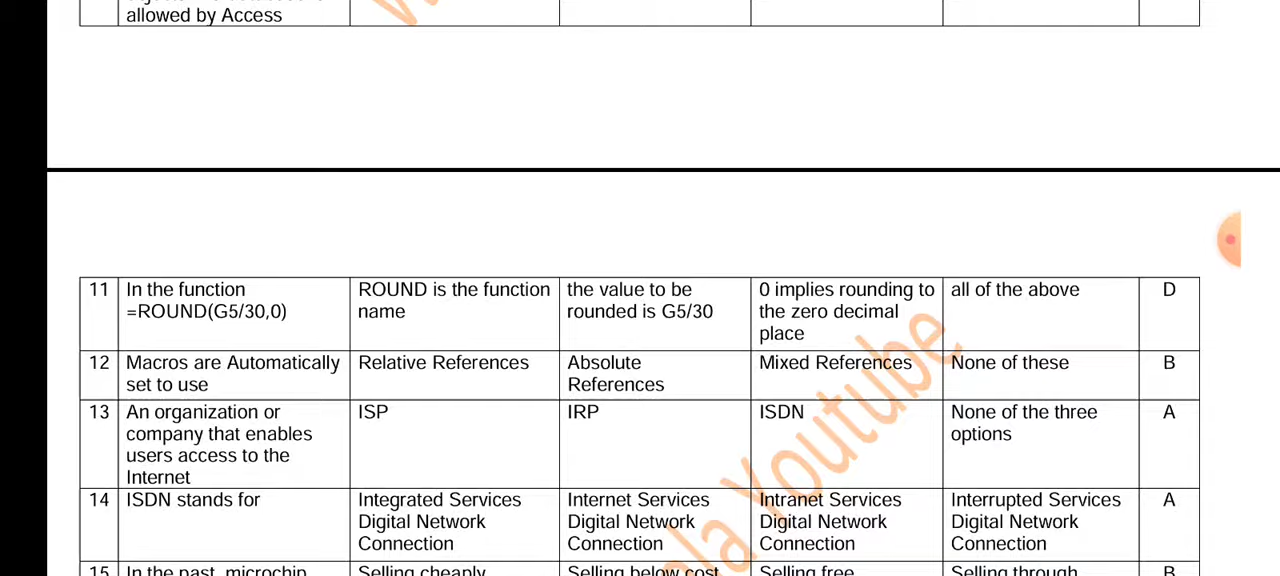 allowed by Access
11 In the function ROUND is the function the value to be 0 implies rounding to all of the above D
=ROUND(G5/30,0) name rounded is G5/30 the zero decimal
place
12 Macros are Automatically Relative References Absolute Mixed References None of these B
set to use References
13 An organization or ISP IRP ISDN None of the three A
company that enables options
users access to the
Internet
14 ISDN stands for Integrated Services Internet Services Intranet Services Interrupted Services A
Digital Network Digital Network Digital Network Digital Network
Connection Connection Connection Connection
15 In the past, microchip Selling cheaply Selling below cost Selling free Selling through B
Youtube